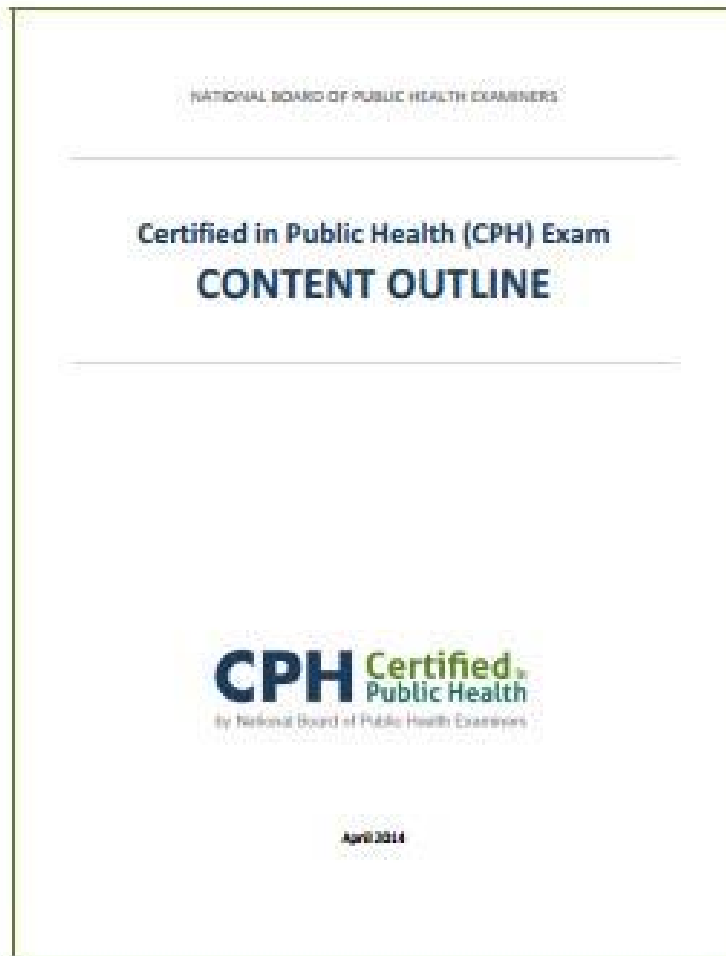 NATIONAL BOARD OF PUBLIC HEALTH EXAMINERS
Certified in Public Health (CPH) Exam
CONTENT OUTLINE
CPH Certified in
Public Health
by National Board of Public Health Examiners
April 2014